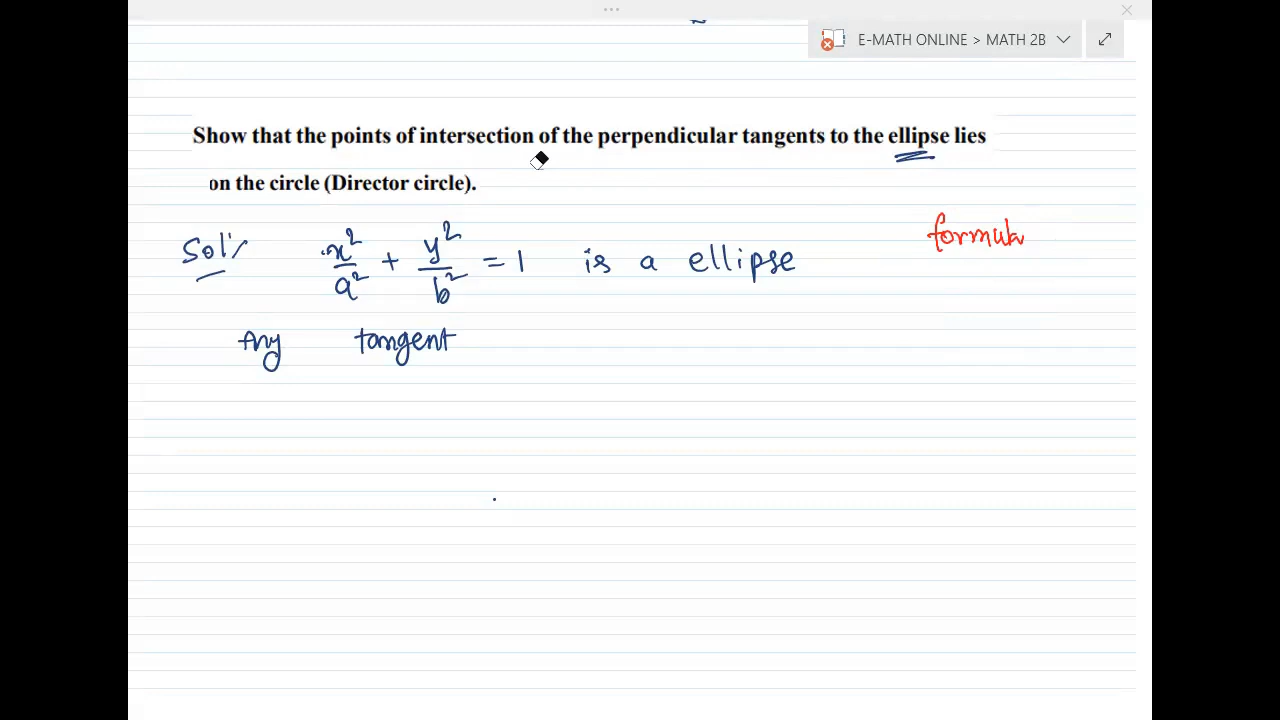 E-MATH ONLINE > MATH 2B
Show that the points of intersection of the perpendicular tangents to the ellipse lies
on the circle (Director circle).
formula
Sol: x²/a² + y²/b² = 1 is a ellipse
Any tangent